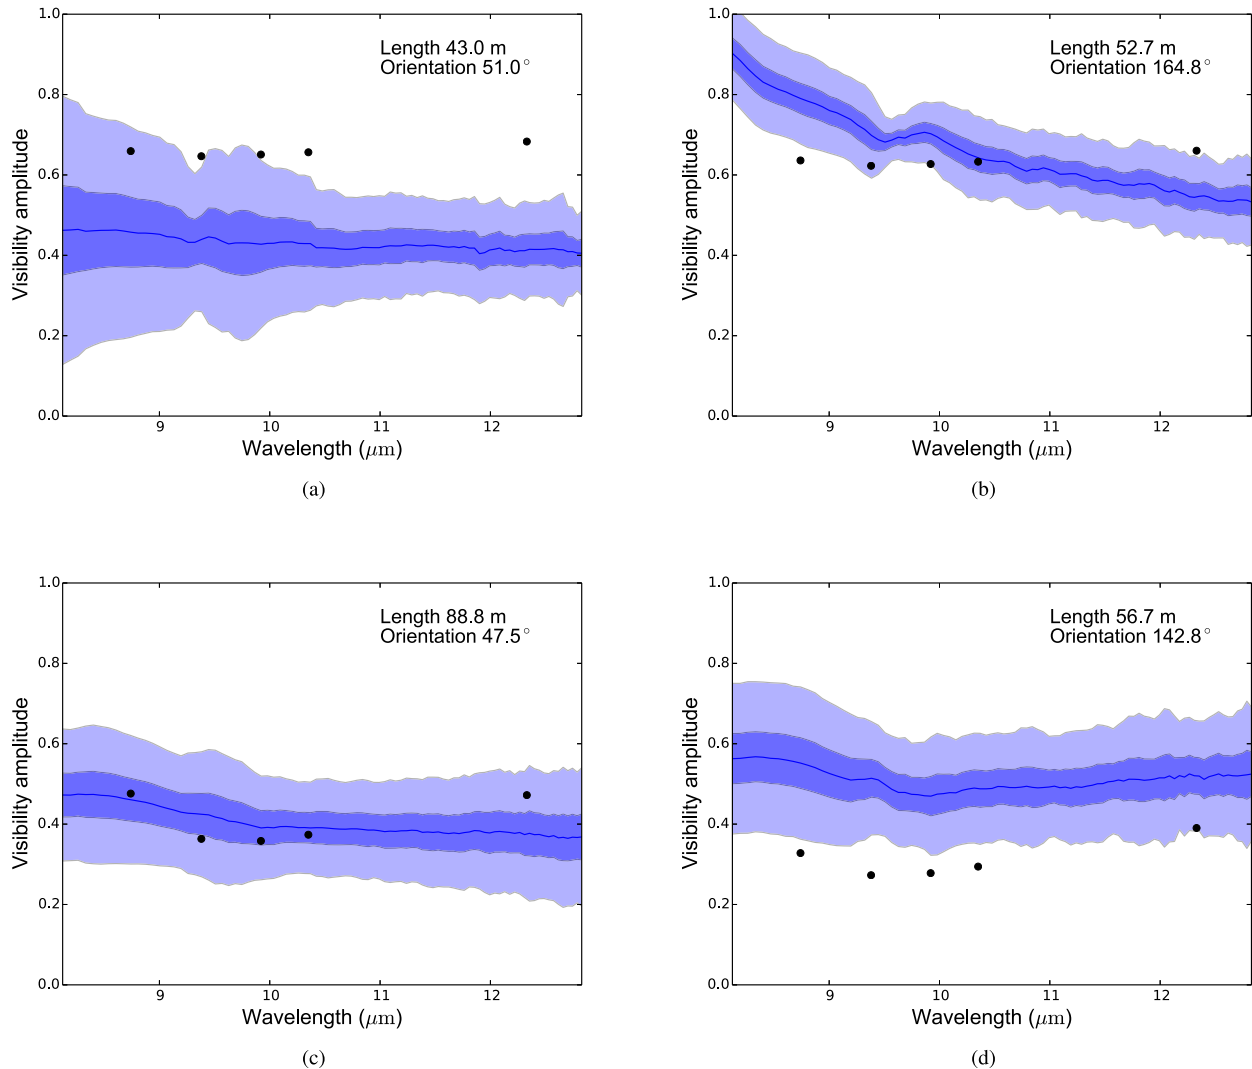 1.0
Length 43.0 m
Orientation 51.0°
0.8
0.6
0.4
0.2
0.0
9 10 11 12
Visibility amplitude
Wavelength (μm)
(a)
1.0
Length 52.7 m
Orientation 164.8°
0.8
0.6
0.4
0.2
0.0
9 10 11 12
Visibility amplitude
Wavelength (μm)
(b)
1.0
Length 88.8 m
Orientation 47.5°
0.8
0.6
0.4
0.2
0.0
9 10 11 12
Visibility amplitude
Wavelength (μm)
(c)
1.0
Length 56.7 m
Orientation 142.8°
0.8
0.6
0.4
0.2
0.0
9 10 11 12
Visibility amplitude
Wavelength (μm)
(d)